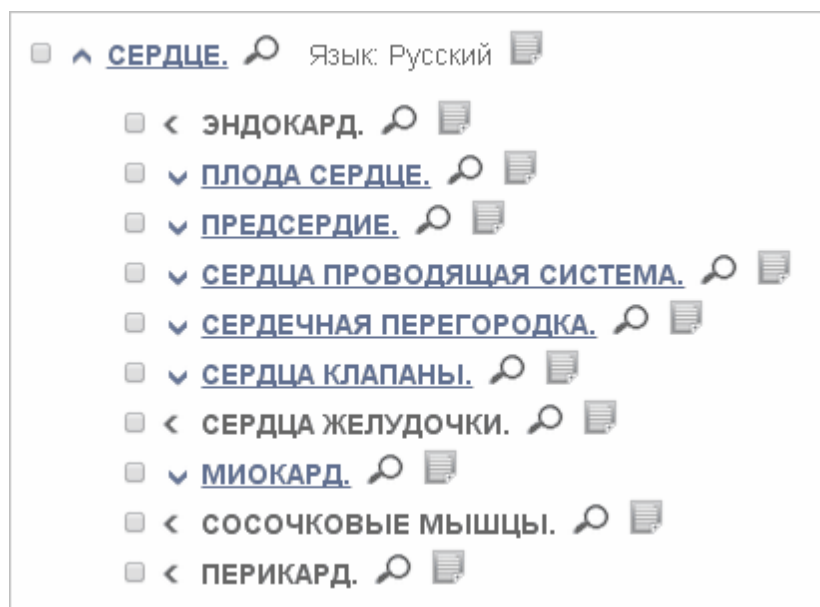 СЕРДЦЕ. Язык: Русский
ЭНДОКАРД.
ПЛОДА СЕРДЦЕ.
ПРЕДСЕРДИЕ.
СЕРДЦА ПРОВОДЯЩАЯ СИСТЕМА.
СЕРДЕЧНАЯ ПЕРЕГОРОДКА.
СЕРДЦА КЛАПАНЫ.
СЕРДЦА ЖЕЛУДОЧКИ.
МИОКАРД.
СОСОЧКОВЫЕ МЫШЦЫ.
ПЕРИКАРД.